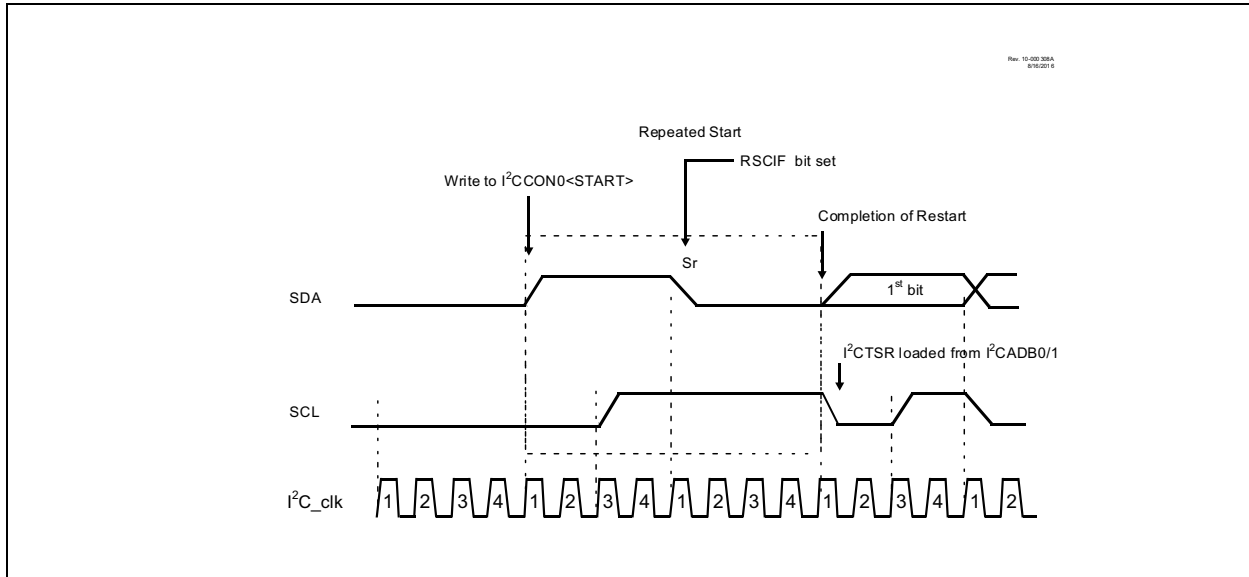 Rev. 10-000 308A
8/16/2016
Repeated Start
RSCIF bit set
Write to I²CCON0<START>
Completion of Restart
Sr
SDA
1st bit
I²CTSR loaded from I²CADB0/1
SCL
I²C_clk
1 2 3 4 1 2 3 4 1 2 3 4 1 2 3 4 1 2